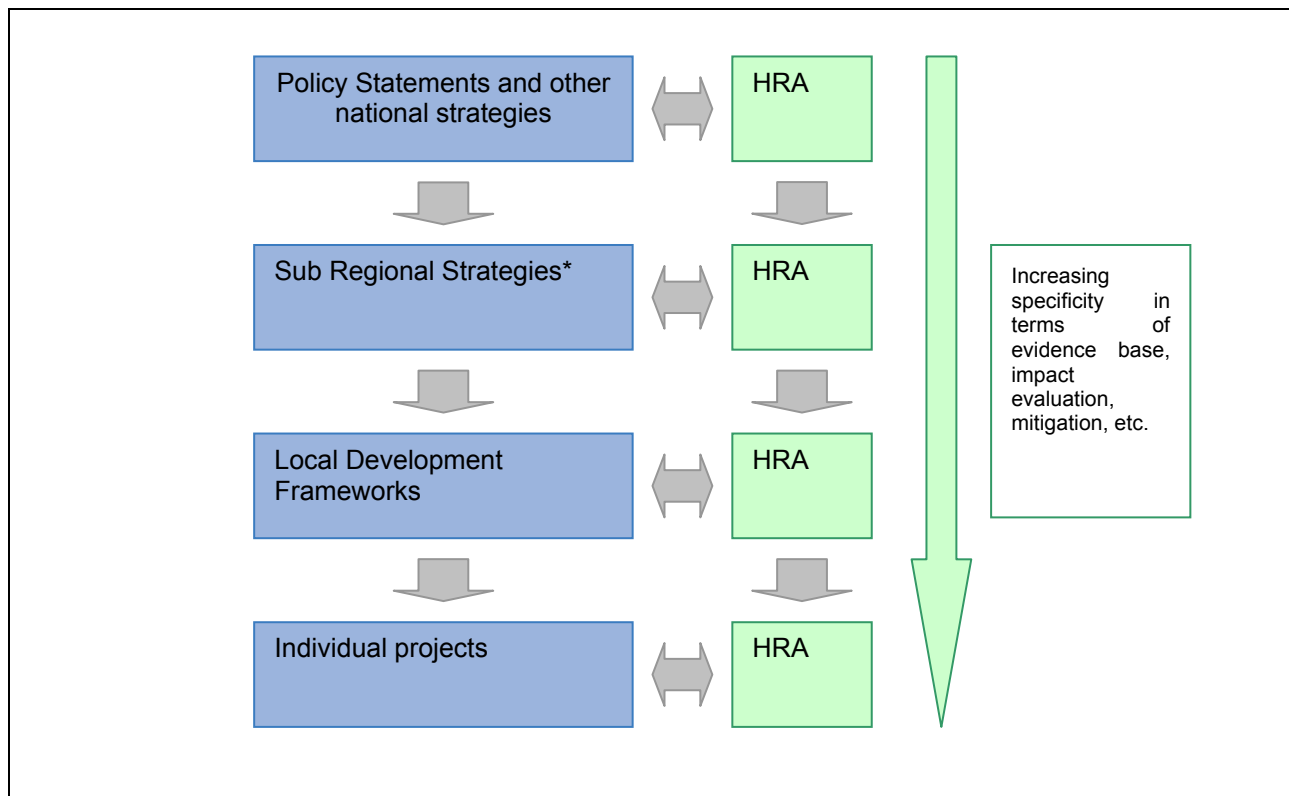 Policy Statements and other
national strategies
HRA
Sub Regional Strategies*
HRA
Increasing
specificity in
terms of
evidence base,
impact
evaluation,
mitigation, etc.
Local Development
Frameworks
HRA
Individual projects
HRA